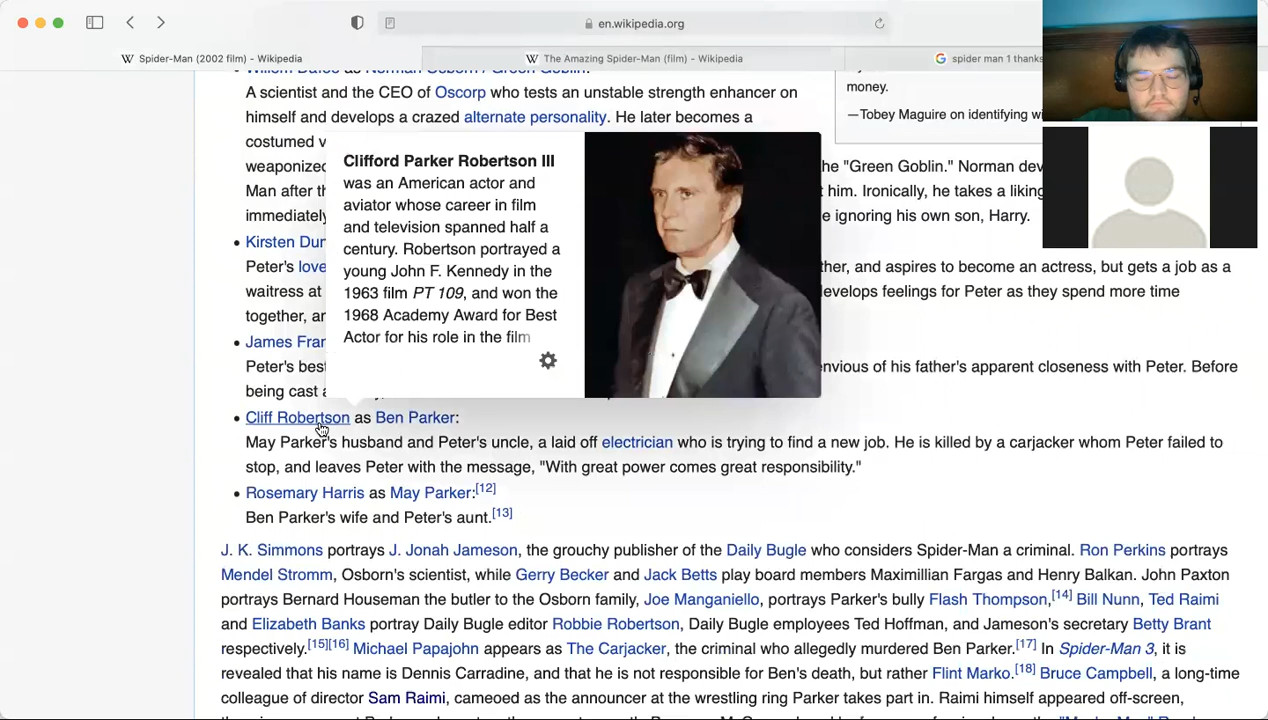 en.wikipedia.org
Spider-Man (2002 film) - Wikipedia
The Amazing Spider-Man (film) - Wikipedia
spider man 1 thanks
Willem Dafoe as Norman Osborn / Green Goblin:
A scientist and the CEO of Oscorp who tests an unstable strength enhancer on
himself and develops a crazed alternate personality. He later becomes a
costumed
weaponized
he "Green Goblin." Norman
Man after
him. Ironically, he takes a liking
immediately
ignoring his own son, Harry.
money.
—Tobey Maguire on identifying
Clifford Parker Robertson III
was an American actor and
aviator whose career in film
and television spanned half a
century. Robertson portrayed a
young John F. Kennedy in the
1963 film PT 109, and won the
1968 Academy Award for Best
Actor for his role in the film
Kirsten
Peter's
and aspires to become an actress, but gets a job as a
waitress at
develops feelings for Peter as they spend more time
together,
James
Peter's
of his father's apparent closeness with Peter. Before
being cast
Cliff Robertson as Ben Parker:
May Parker's husband and Peter's uncle, a laid off electrician who is trying to find a new job. He is killed by a carjacker whom Peter failed to
stop, and leaves Peter with the message, "With great power comes great responsibility."
Rosemary Harris as May Parker:[12]
Ben Parker's wife and Peter's aunt.[13]
J. K. Simmons portrays J. Jonah Jameson, the grouchy publisher of the Daily Bugle who considers Spider-Man a criminal. Ron Perkins portrays
Mendel Stromm, Osborn's scientist, while Gerry Becker and Jack Betts play board members Maximillian Fargas and Henry Balkan. John Paxton
portrays Bernard Houseman the butler to the Osborn family, Joe Manganiello, portrays Parker's bully Flash Thompson,[14] Bill Nunn, Ted Raimi
and Elizabeth Banks portray Daily Bugle editor Robbie Robertson, Daily Bugle employees Ted Hoffman, and Jameson's secretary Betty Brant
respectively.[15][16] Michael Papajohn appears as The Carjacker, the criminal who allegedly murdered Ben Parker.[17] In Spider-Man 3, it is
revealed that his name is Dennis Carradine, and that he is not responsible for Ben's death, but rather Flint Marko.[18] Bruce Campbell, a long-time
colleague of director Sam Raimi, cameoed as the announcer at the wrestling ring Parker takes part in. Raimi himself appeared off-screen,